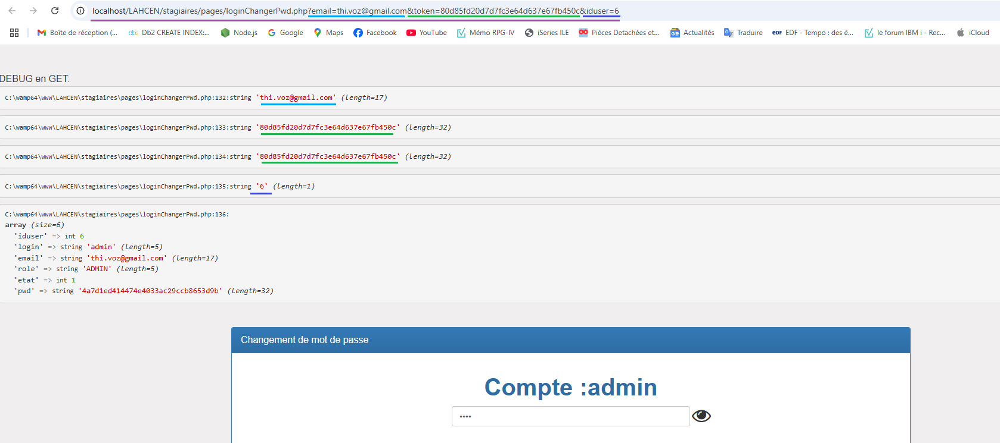 localhost/LAHCEN/stagiaires/pages/loginChangerPwd.php?email=thi.voz@gmail.com&token=80d85fd20d7d7fc3e64d637e67fb450c&iduser=6
Boîte de réception (... Db2 CREATE INDEX:... Node.js Google Maps Facebook YouTube Mémo RPG-IV iSeries ILE Pièces Detachées et... Actualités Traduire EDF - Tempo : des é... le forum IBM i - Rec... iCloud
DEBUG en GET:
C:\wamp64\www\LAHCEN\stagiaires\pages\loginChangerPwd.php:132:string 'thi.voz@gmail.com' (length=17)
C:\wamp64\www\LAHCEN\stagiaires\pages\loginChangerPwd.php:133:string '80d85fd20d7d7fc3e64d637e67fb450c' (length=32)
C:\wamp64\www\LAHCEN\stagiaires\pages\loginChangerPwd.php:134:string '80d85fd20d7d7fc3e64d637e67fb450c' (length=32)
C:\wamp64\www\LAHCEN\stagiaires\pages\loginChangerPwd.php:135:string '6' (length=1)
C:\wamp64\www\LAHCEN\stagiaires\pages\loginChangerPwd.php:136:
array (size=6)
'iduser' => int 6
'login' => string 'admin' (length=5)
'email' => string 'thi.voz@gmail.com' (length=17)
'role' => string 'ADMIN' (length=5)
'etat' => int 1
'pwd' => string '4a7d1ed414474e4033ac29ccb8653d9b' (length=32)
Changement de mot de passe
Compte :admin
••••